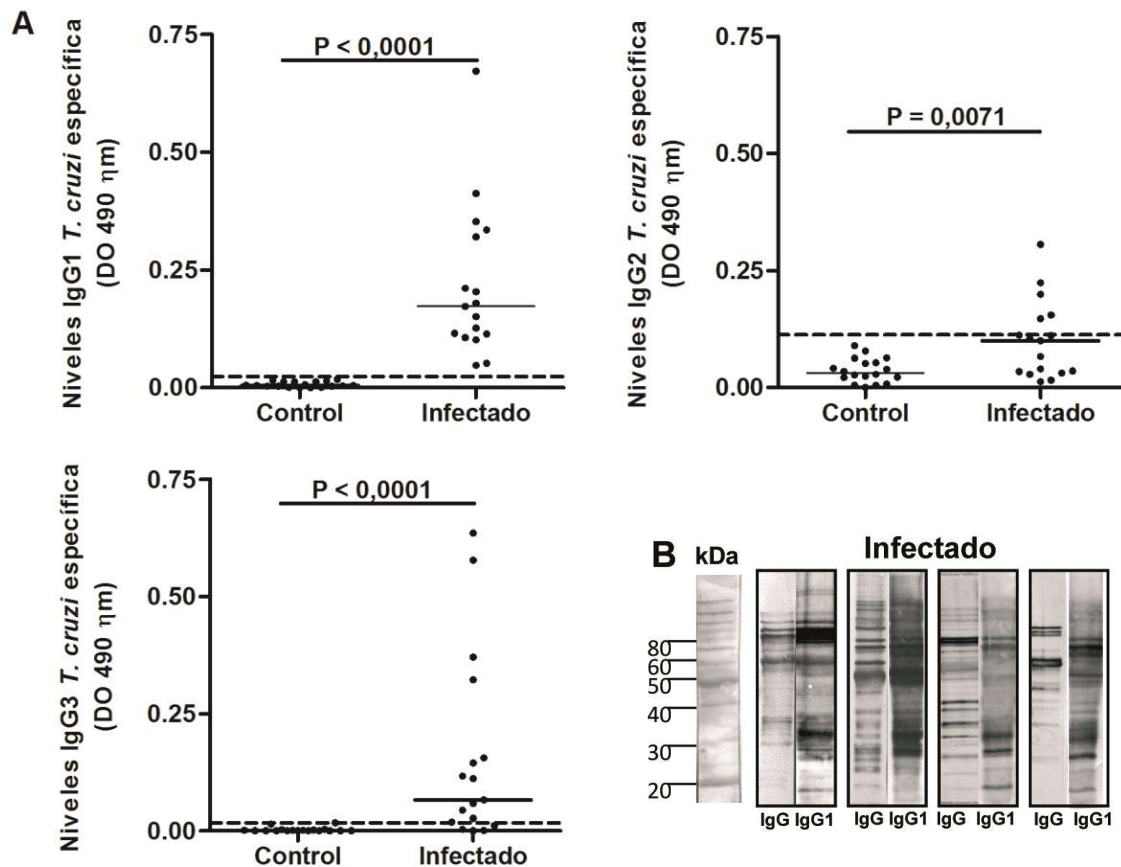 A
Niveles IgG1 T. cruzi específica
(DO 490 ηm)
0.75
0.50
0.25
0.00
P < 0,0001
Control
Infectado
Niveles IgG2 T. cruzi específica
(DO 490 ηm)
0.75
0.50
0.25
0.00
P = 0,0071
Control
Infectado
Niveles IgG3 T. cruzi específica
(DO 490 ηm)
0.75
0.50
0.25
0.00
P < 0,0001
Control
Infectado
B
kDa
Infectado
80
60
50
40
30
20
IgG IgG1 IgG IgG1 IgG IgG1 IgG IgG1